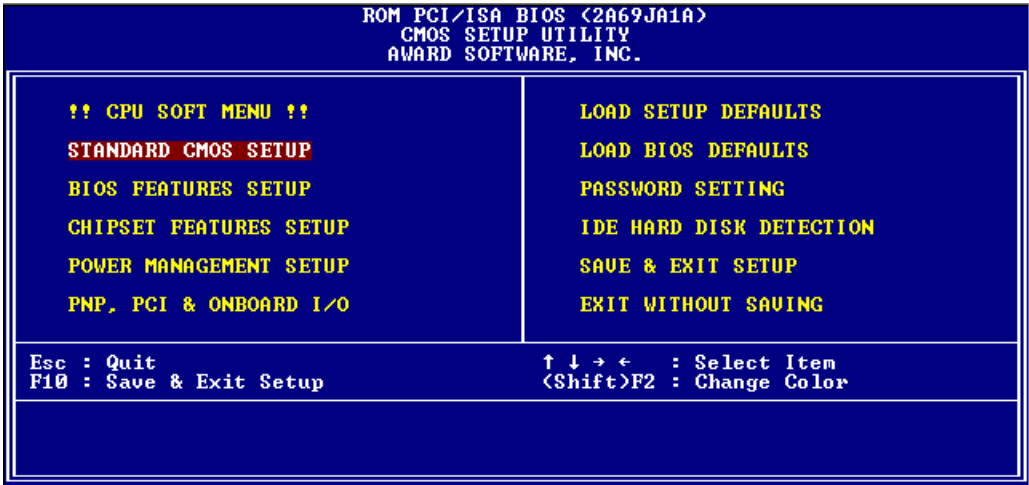 ROM PCI/ISA BIOS (2A69JA1A)
CMOS SETUP UTILITY
AWARD SOFTWARE, INC.
!! CPU SOFT MENU !!
STANDARD CMOS SETUP
BIOS FEATURES SETUP
CHIPSET FEATURES SETUP
POWER MANAGEMENT SETUP
PNP, PCI & ONBOARD I/O
LOAD SETUP DEFAULTS
LOAD BIOS DEFAULTS
PASSWORD SETTING
IDE HARD DISK DETECTION
SAVE & EXIT SETUP
EXIT WITHOUT SAVING
Esc : Quit
F10 : Save & Exit Setup
↑ ↓ → ← : Select Item
(Shift)F2 : Change Color